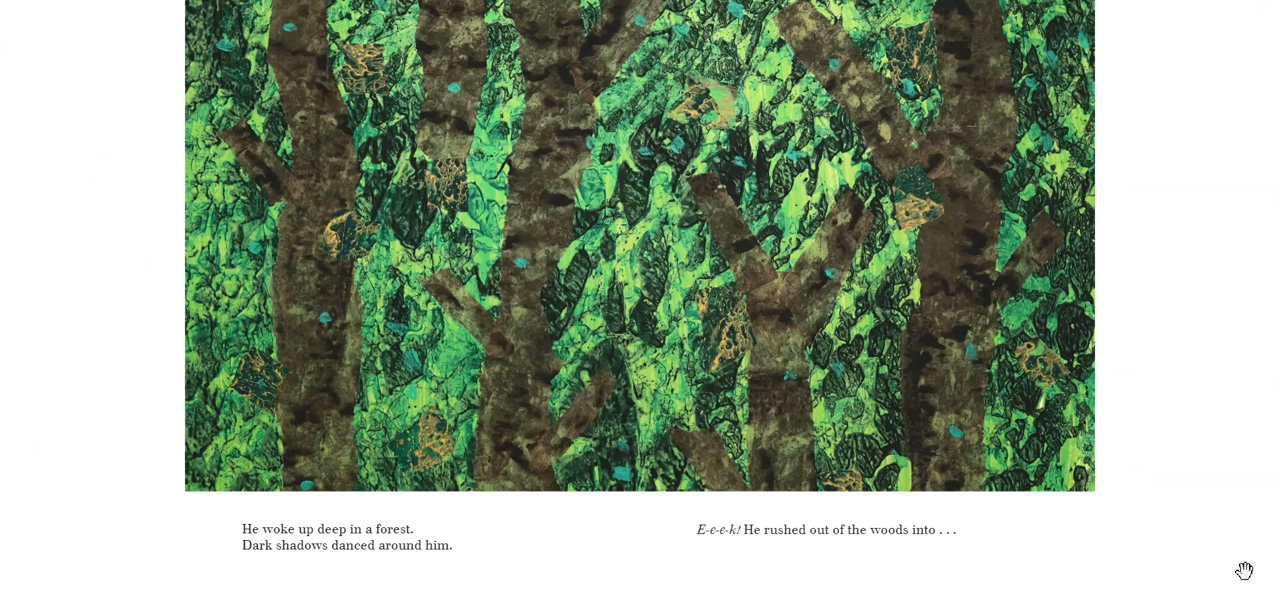 He woke up deep in a forest.
Dark shadows danced around him.
E-e-e-k! He rushed out of the woods into . . .